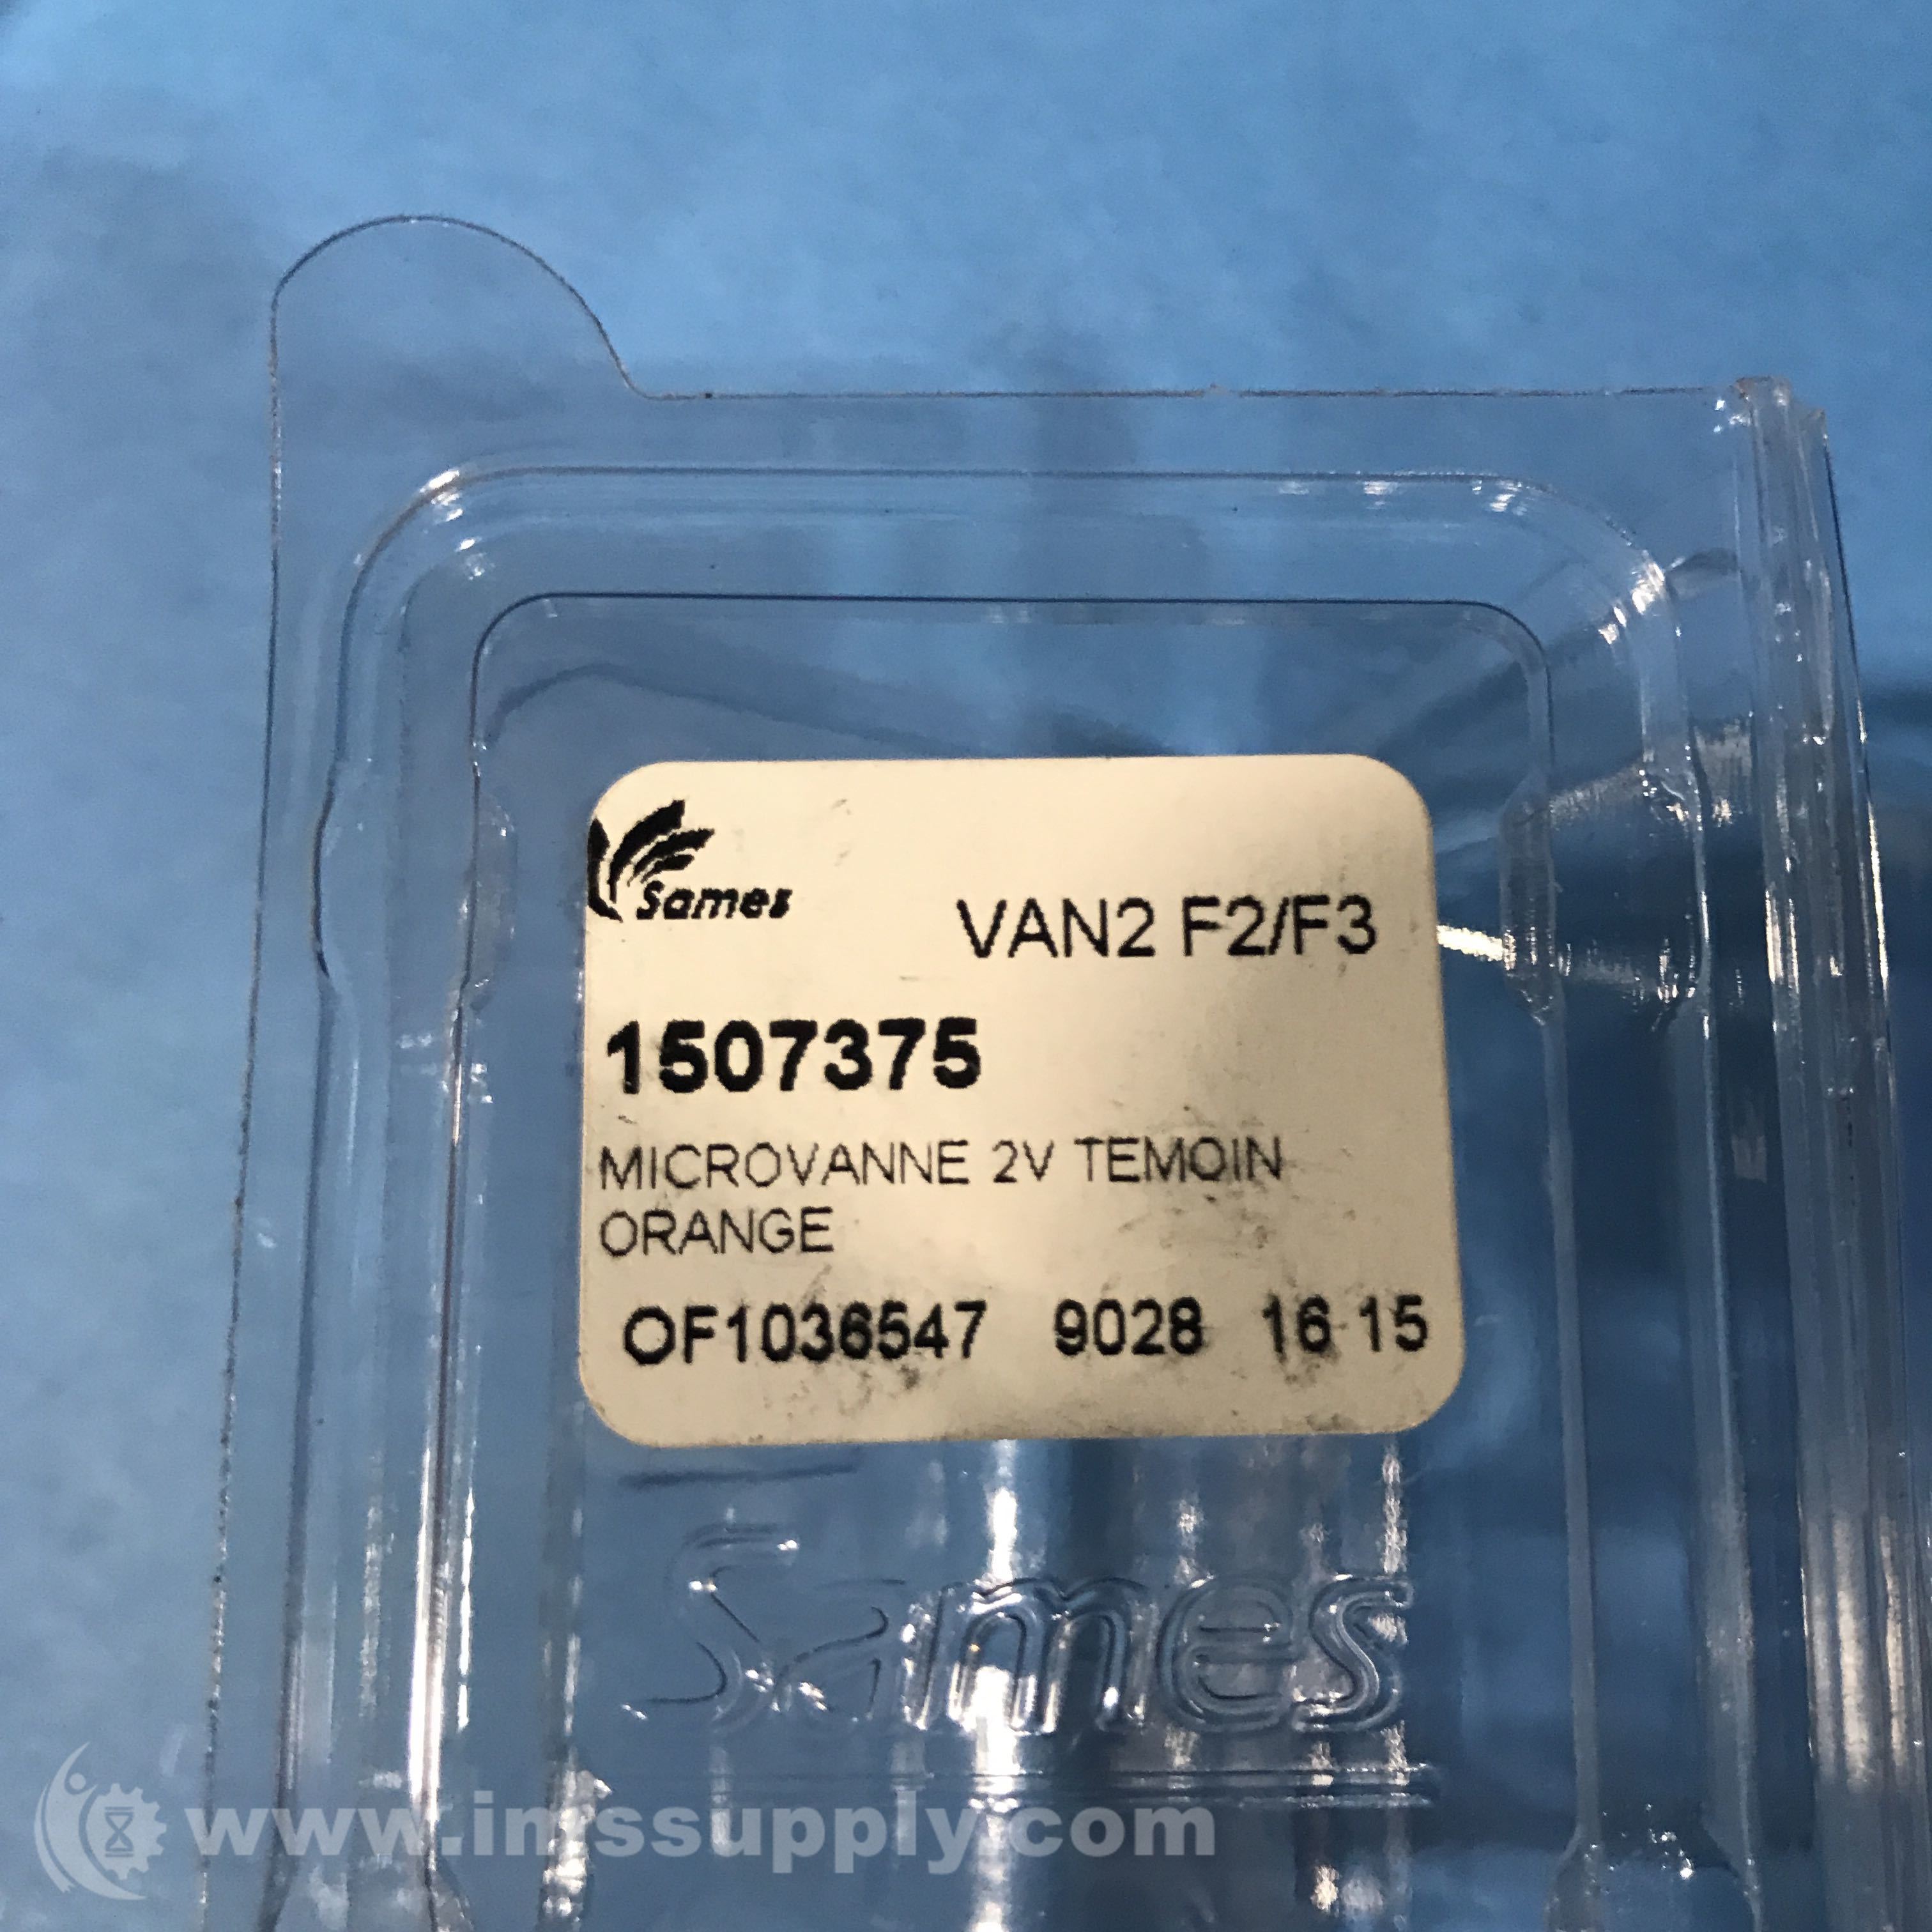 Sames
VAN2 F2/F3
1507375
MICROVANNE 2V TEMOIN
ORANGE
OF1036547 9028 16 15
Sames
www.imssupply.com